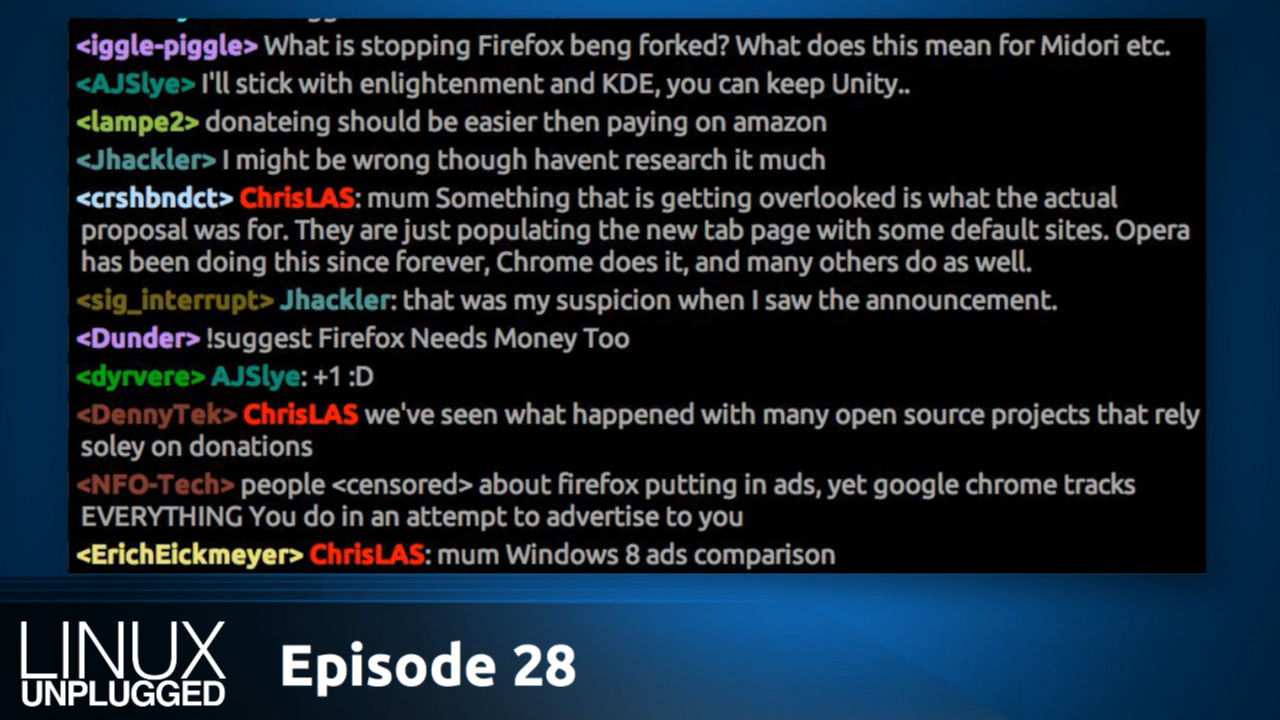 <iggle-piggle> What is stopping Firefox beng forked? What does this mean for Midori etc.
<AJSlye> I'll stick with enlightenment and KDE, you can keep Unity..
<lampe2> donateing should be easier then paying on amazon
<Jhackler> I might be wrong though havent research it much
<crshbndct> ChrisLAS: mum Something that is getting overlooked is what the actual
proposal was for. They are just populating the new tab page with some default sites. Opera
has been doing this since forever, Chrome does it, and many others do as well.
<sig_interrupt> Jhackler: that was my suspicion when I saw the announcement.
<Dunder> !suggest Firefox Needs Money Too
<dyrvere> AJSlye: +1 :D
<DennyTek> ChrisLAS we've seen what happened with many open source projects that rely
soley on donations
<NFO-Tech> people <censored> about firefox putting in ads, yet google chrome tracks
EVERYTHING You do in an attempt to advertise to you
<ErichEickmeyer> ChrisLAS: mum Windows 8 ads comparison
LINUX
UNPLUGGED
Episode 28